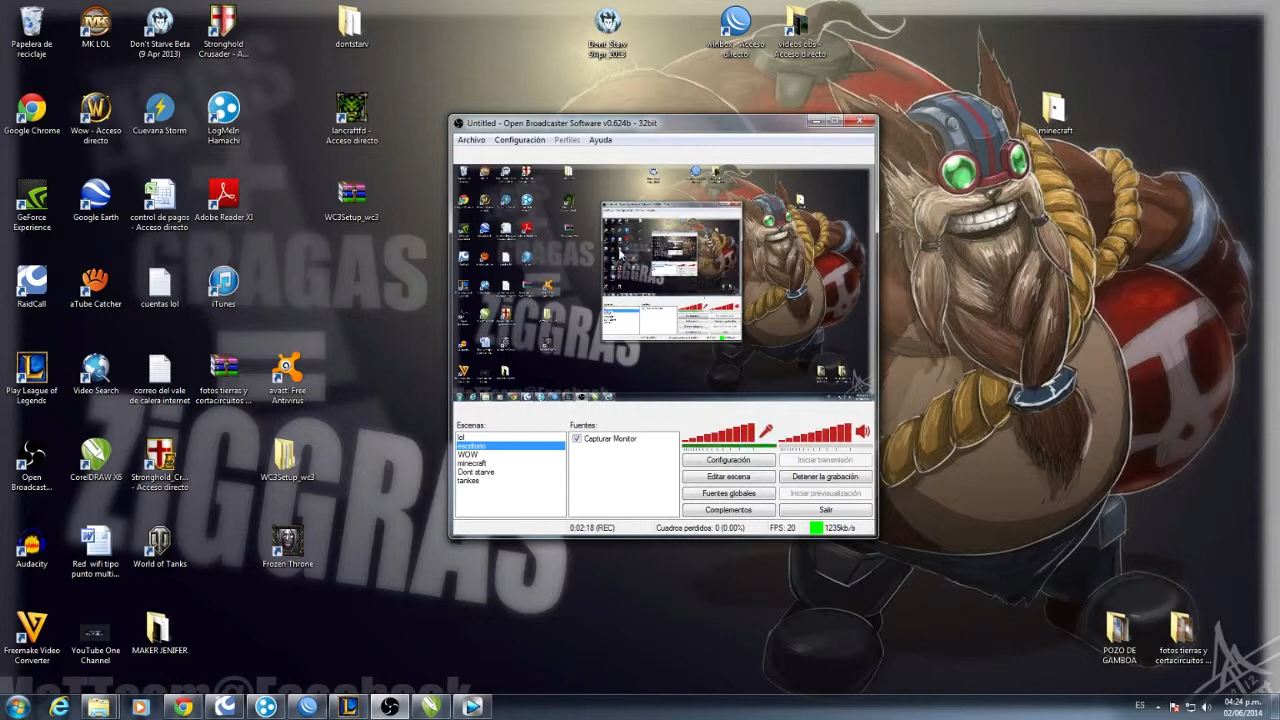 Papelera de reciclaje
MK LOL
Don't Starve Beta (9 Apr 2013)
Stronghold Crusader - A...
dontstarv
Dont Starv 9Apr 2013
winbox - Acceso directo
videos obs - Acceso directo
Google Chrome
Wow - Acceso directo
Cuevana Storm
LogMeIn Hamachi
lancraftfd - Acceso directo
minecraft
GeForce Experience
Google Earth
control de pagos - Acceso directo
Adobe Reader XI
WC3Setup_wc3
RaidCall
aTube Catcher
cuentas lol
iTunes
Play League of Legends
Video Search
correo del vale de calera internet
fotos tierras y cortacircuitos ...
avast! Free Antivirus
Open Broadcast...
CorelDRAW
Stronghold_Cr... - Acceso directo
WC3Setup_wc3
Audacity
Red wifi tipo punto multi...
World of Tanks
Frozen Throne
Freemake Video Converter
YouTube One Channel
MAKER JENIFER
POZO DE GAMBOA
fotos tierras y cortacircuitos ...
Untitled - Open Broadcaster Software v0.624b - 32bit
Archivo Configuración Perfiles Ayuda
Escenas:
lol
escritorio
WOW
minecraft
Dont starve
tankes
Fuentes:
Capturar Monitor
Configuración
Iniciar transmisión
Editar escena
Detener la grabación
Fuentes globales
Iniciar previsualización
Complementos
Salir
0:02:18 (REC)
Cuadros perdidos: 0 (0.00%)
FPS: 20
1235kb/s
ES
04:24 p.m.
02/06/2014